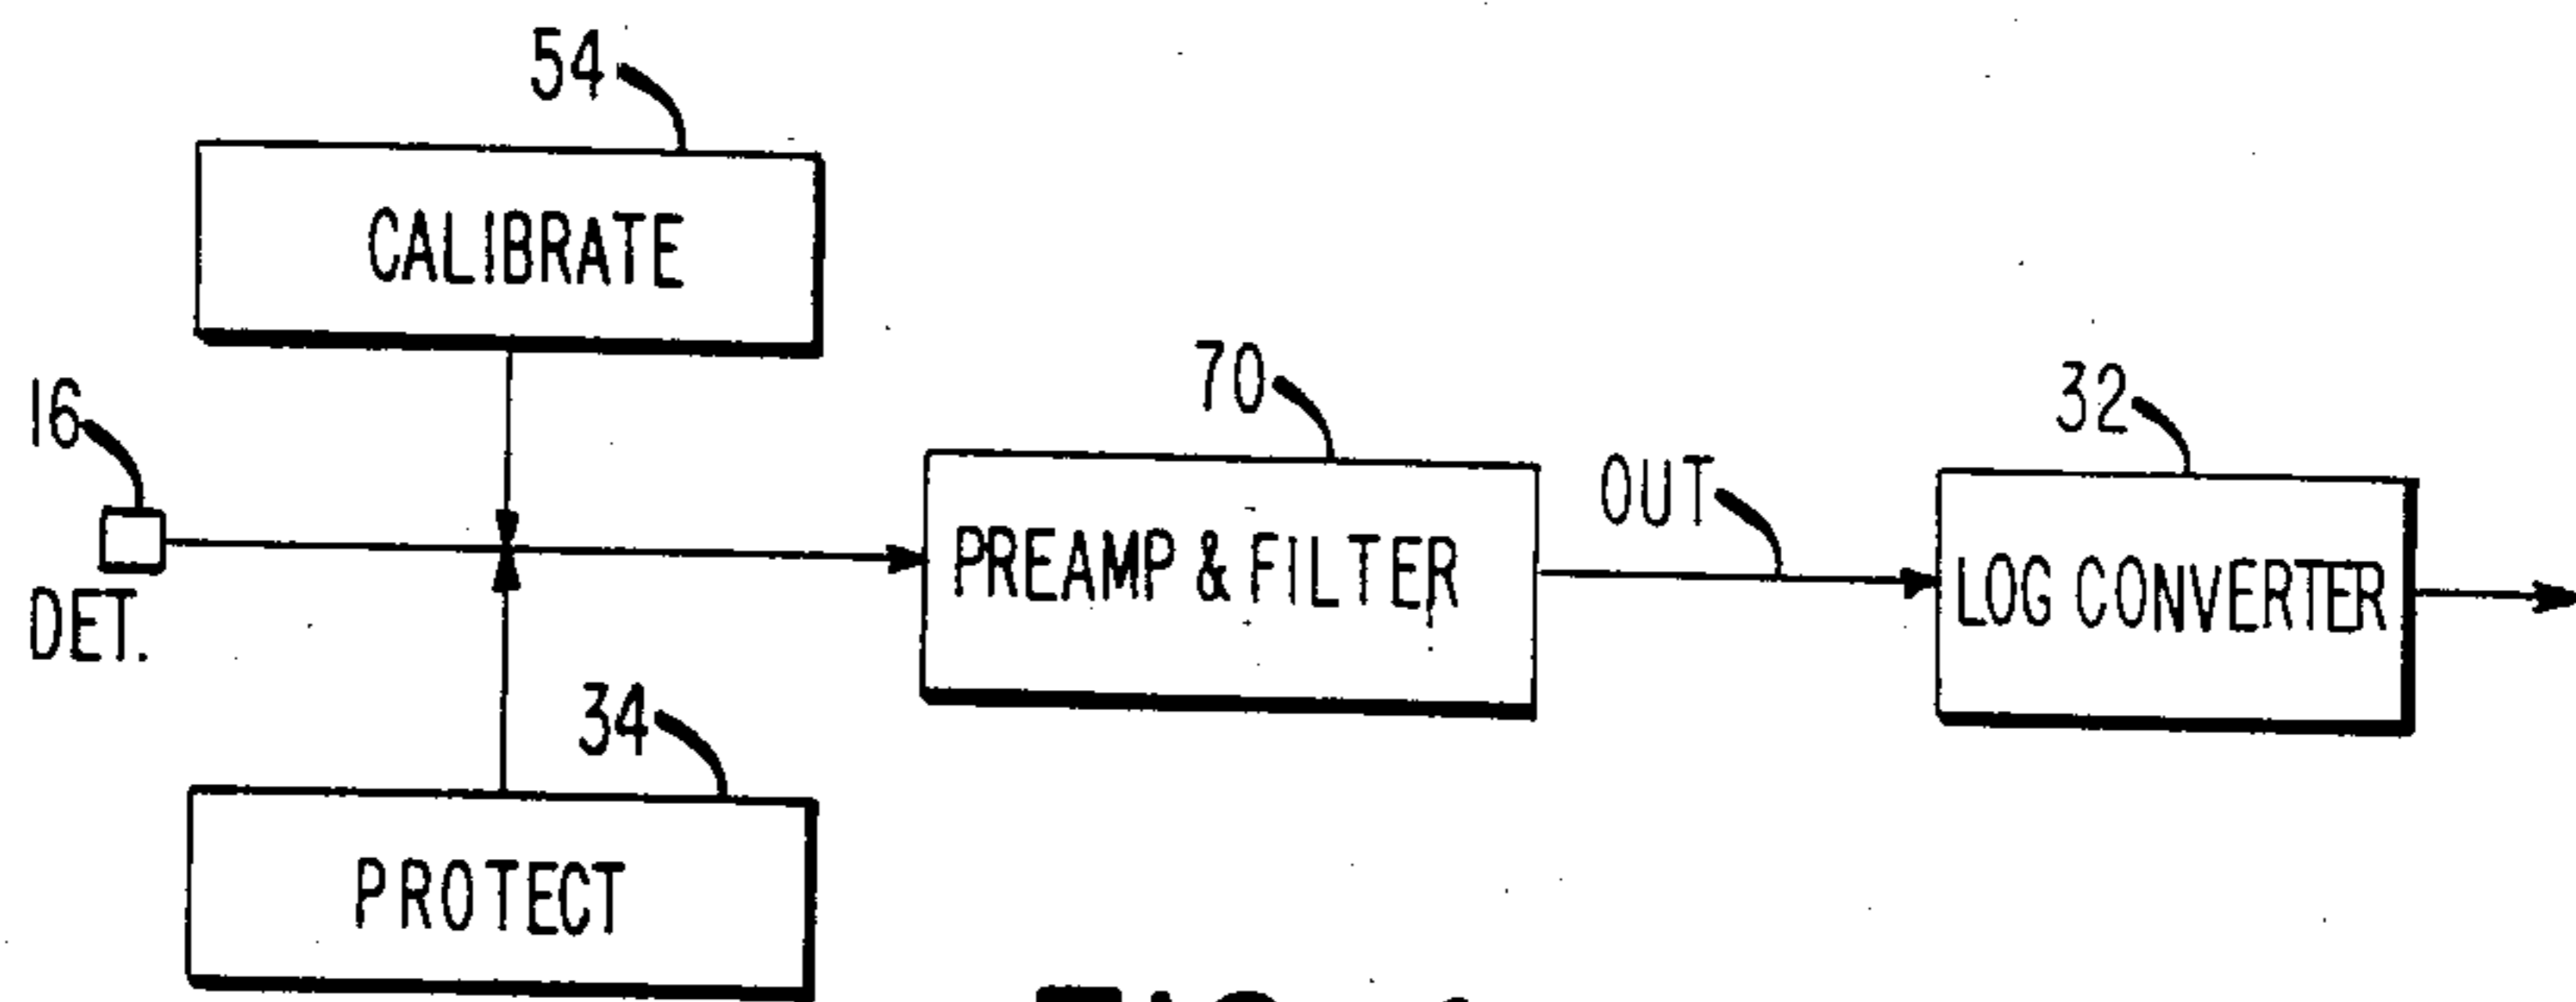 54
CALIBRATE
16
DET.
70
PREAMP & FILTER
OUT
32
LOG CONVERTER
34
PROTECT